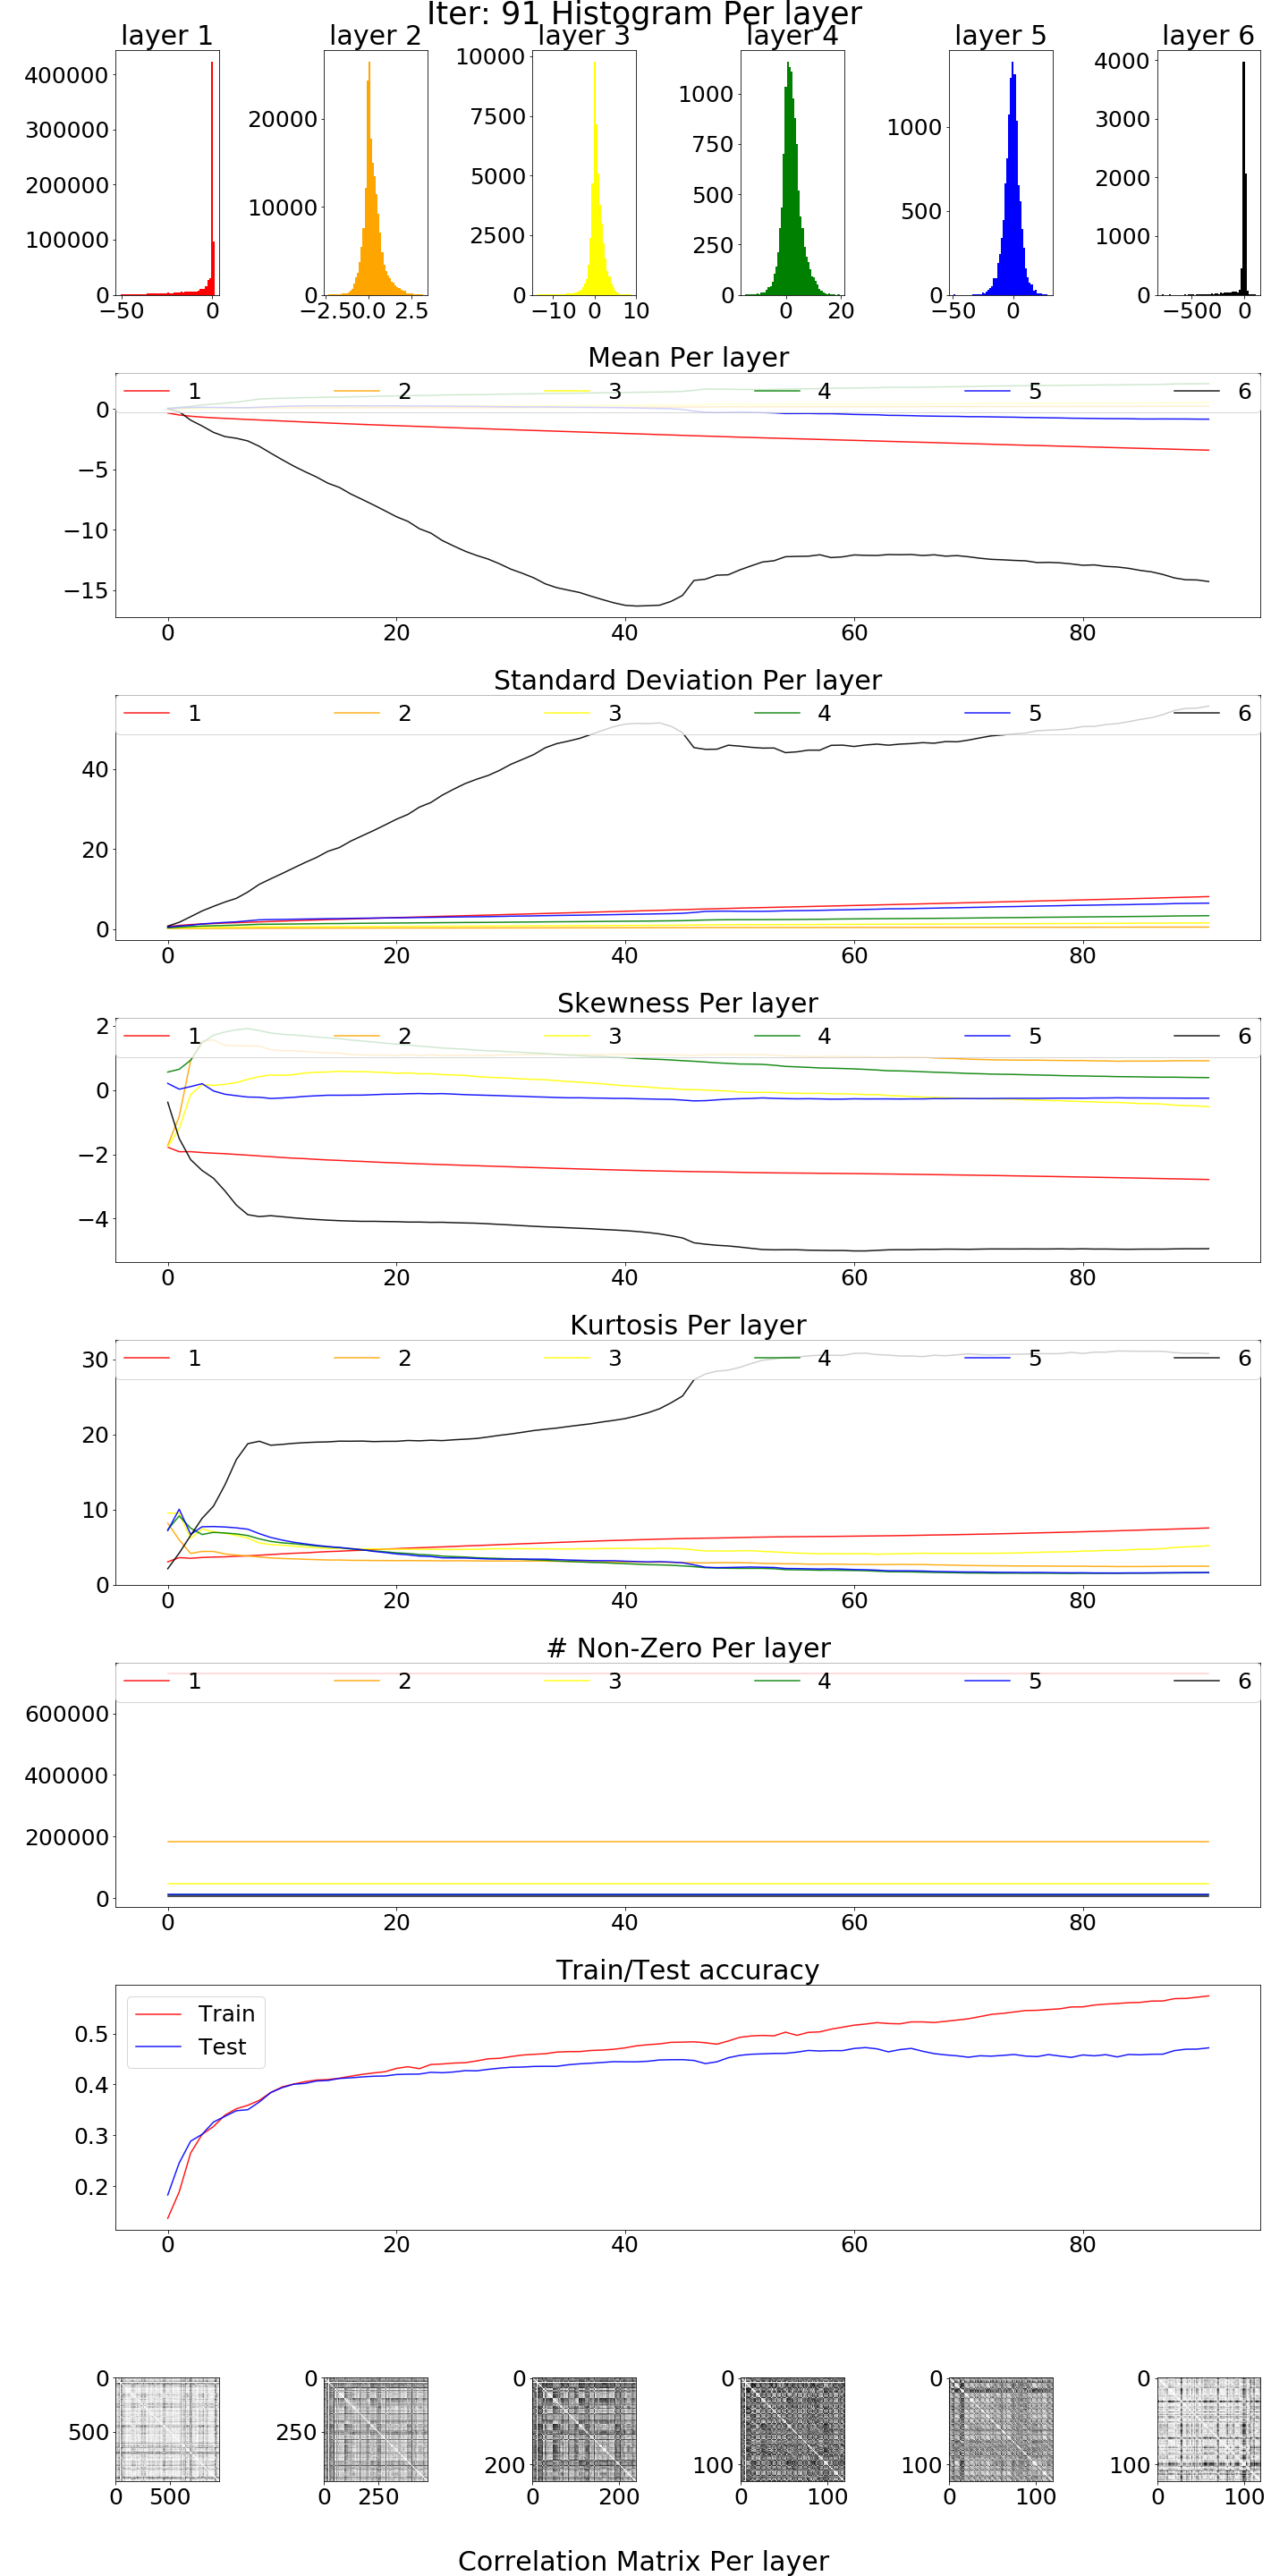 Iter: 91 Histogram Per layer
layer 1 layer 2 layer 3 layer 4 layer 5 layer 6
400000 300000 200000 100000 0
−50 0
20000 10000 0
−2.5 0.0 2.5
10000 7500 5000 2500 0
−10 0 10
1000 750 500 250 0
0 20
1000 500 0
−50 0
4000 3000 2000 1000 0
−500 0
Mean Per layer
1 2 3 4 5 6
0
−5
−10
−15
0 20 40 60 80
Standard Deviation Per layer
1 2 3 4 5 6
40
20
0
0 20 40 60 80
Skewness Per layer
2
1 2 3 4 5 6
0
−2
−4
0 20 40 60 80
Kurtosis Per layer
30
1 2 3 4 5 6
20
10
0
0 20 40 60 80
# Non-Zero Per layer
1 2 3 4 5 6
600000
400000
200000
0
0 20 40 60 80
Train/Test accuracy
Train
Test
0.5
0.4
0.3
0.2
0 20 40 60 80
0 500
0 500
0 250
0 250
0 200
0 200
0 100
0 100
0 100
0 100
0 100
0 100
Correlation Matrix Per layer